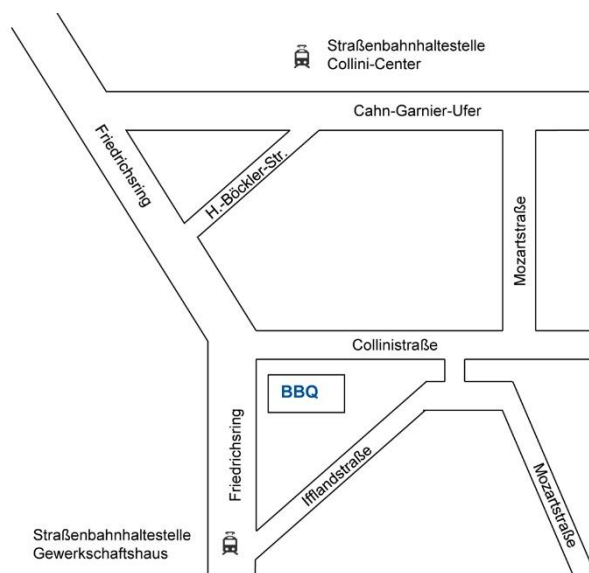 Straßenbahnhaltestelle
Collini-Center
Cahn-Garnier-Ufer
Friedrichsring
H.-Böckler-Str.
Mozartstraße
Collinistraße
BBQ
Friedrichsring
Ifflandstraße
Mozartstraße
Straßenbahnhaltestelle
Gewerkschaftshaus